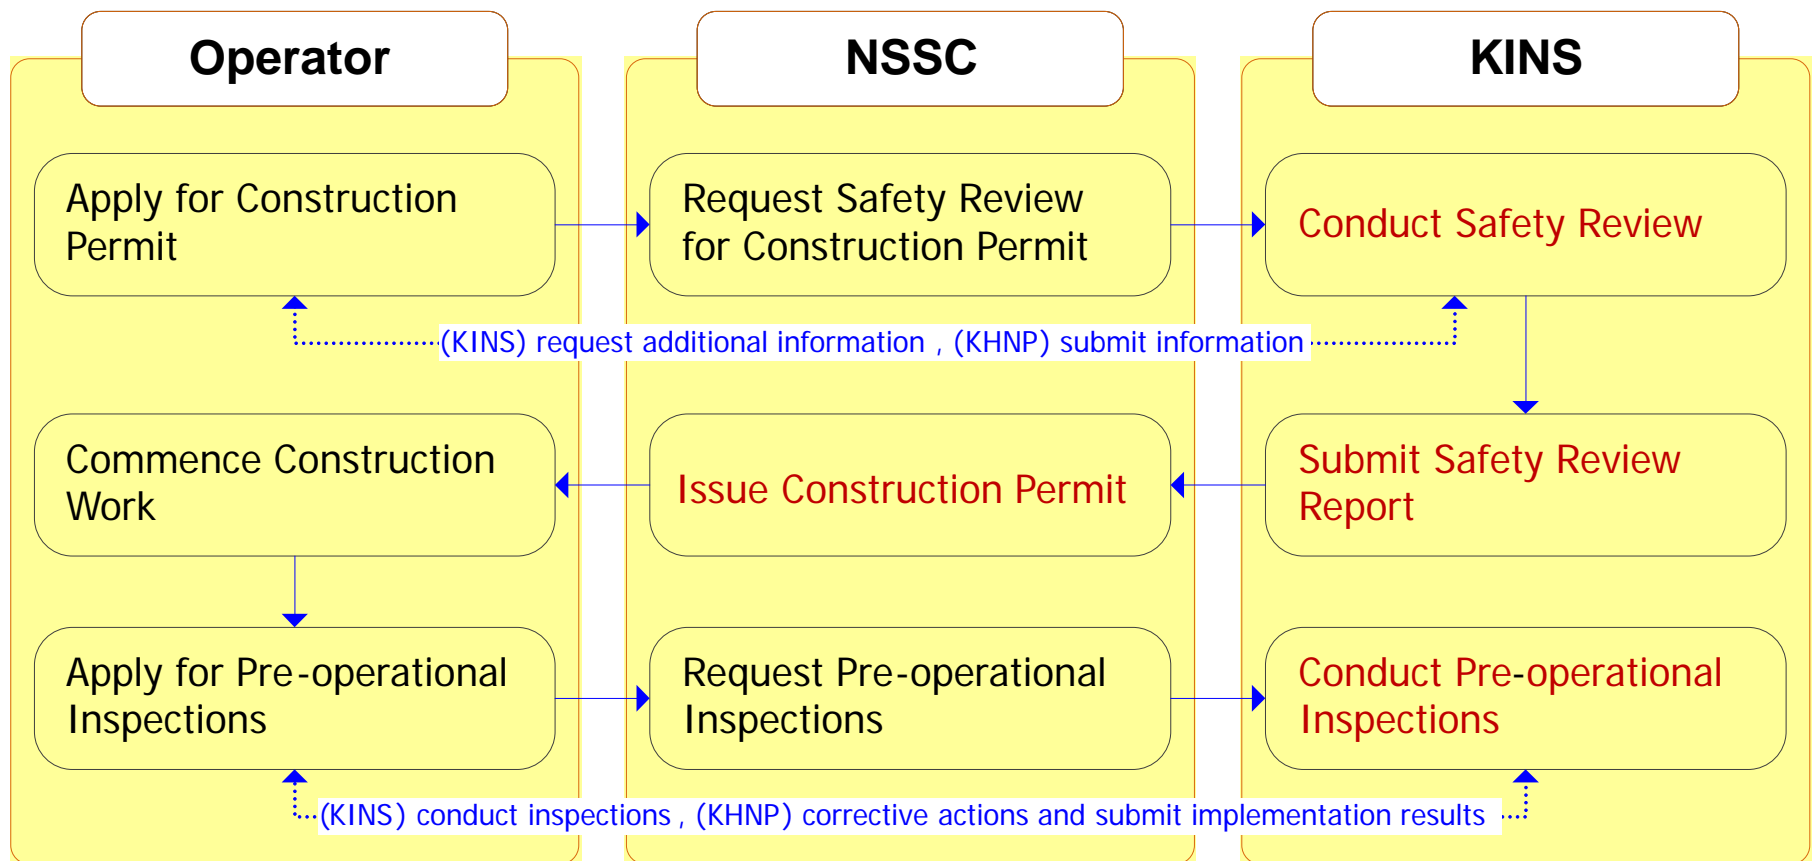 Operator
NSSC
KINS
Apply for Construction
Permit
Request Safety Review
for Construction Permit
Conduct Safety Review
(KINS) request additional information , (KHNP) submit information
Commence Construction
Work
Issue Construction Permit
Submit Safety Review
Report
Apply for Pre-operational
Inspections
Request Pre-operational
Inspections
Conduct Pre-operational
Inspections
(KINS) conduct inspections , (KHNP) corrective actions and submit implementation results